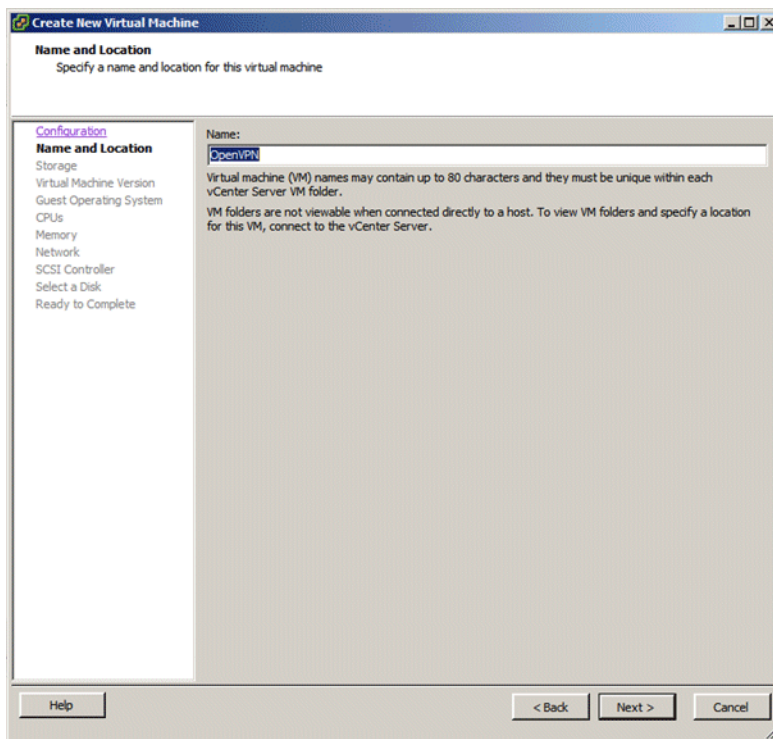 Create New Virtual Machine
Name and Location
Specify a name and location for this virtual machine
Configuration
Name and Location
Storage
Virtual Machine Version
Guest Operating System
CPUs
Memory
Network
SCSI Controller
Select a Disk
Ready to Complete
Name:
OpenVPN
Virtual machine (VM) names may contain up to 80 characters and they must be unique within each
vCenter Server VM folder.
VM folders are not viewable when connected directly to a host. To view VM folders and specify a location
for this VM, connect to the vCenter Server.
Help
< Back
Next >
Cancel